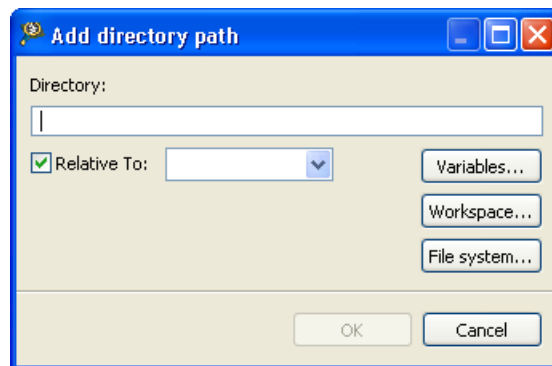 Add directory path
Directory:
Relative To:
Variables...
Workspace...
File system...
OK
Cancel